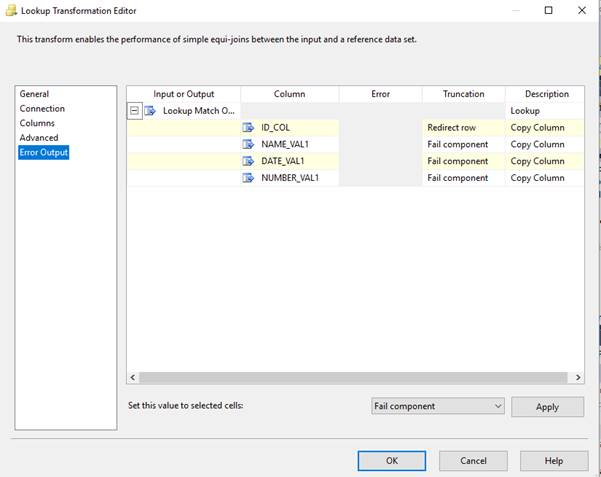 Lookup Transformation Editor
This transform enables the performance of simple equi-joins between the input and a reference data set.
General
Connection
Columns
Advanced
Error Output
Input or Output Column Error Truncation Description
Lookup Match O... Lookup
ID_COL Redirect row Copy Column
NAME_VAL1 Fail component Copy Column
DATE_VAL1 Fail component Copy Column
NUMBER_VAL1 Fail component Copy Column
Set this value to selected cells: Fail component Apply
OK Cancel Help